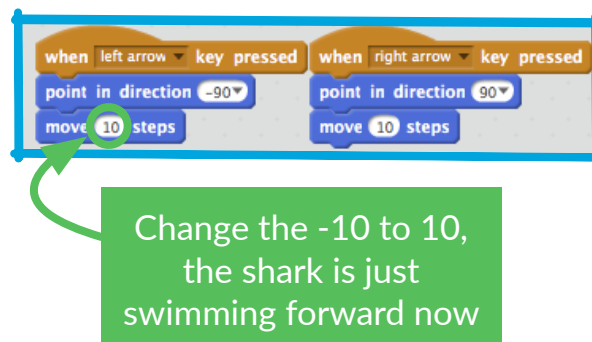 when left arrow key pressed
point in direction -90
move 10 steps
when right arrow key pressed
point in direction 90
move 10 steps
Change the -10 to 10,
the shark is just
swimming forward now